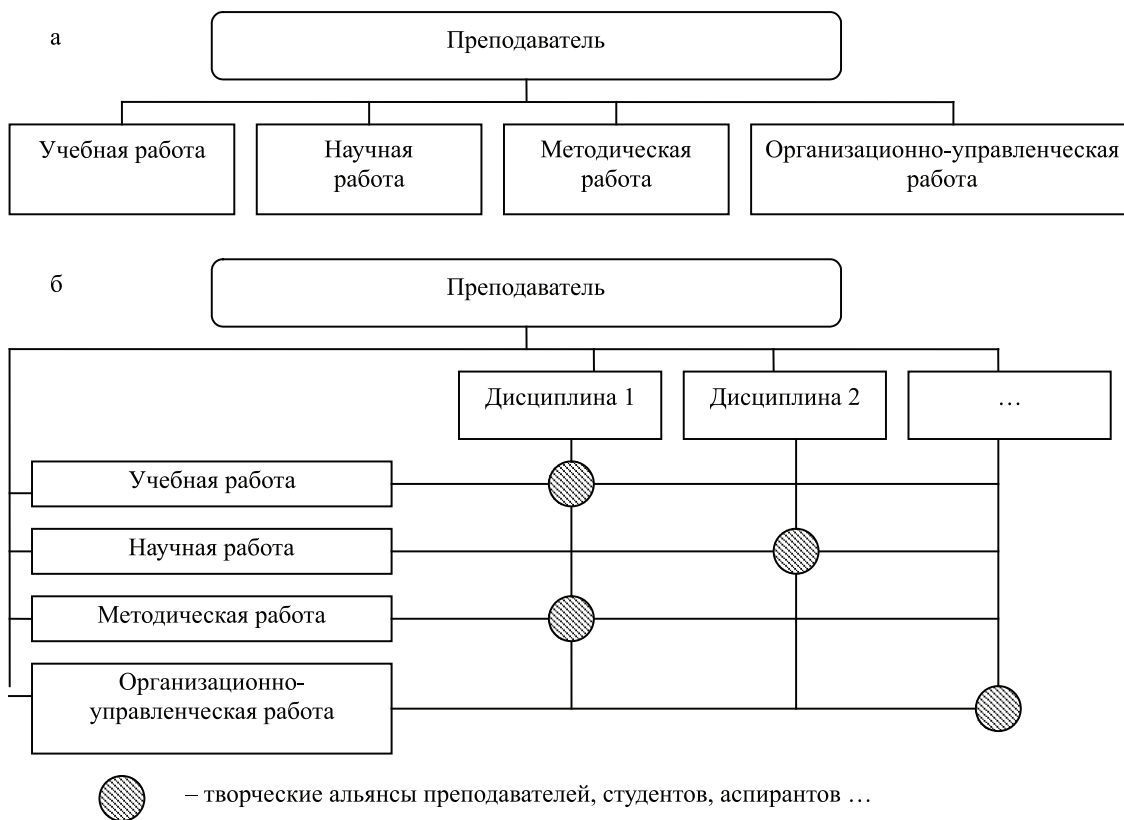 а
Преподаватель
Учебная работа
Научная
работа
Методическая
работа
Организационно-управленческая
работа
б
Преподаватель
Дисциплина 1
Дисциплина 2
…
Учебная работа
Научная работа
Методическая работа
Организационно-
управленческая работа
– творческие альянсы преподавателей, студентов, аспирантов …